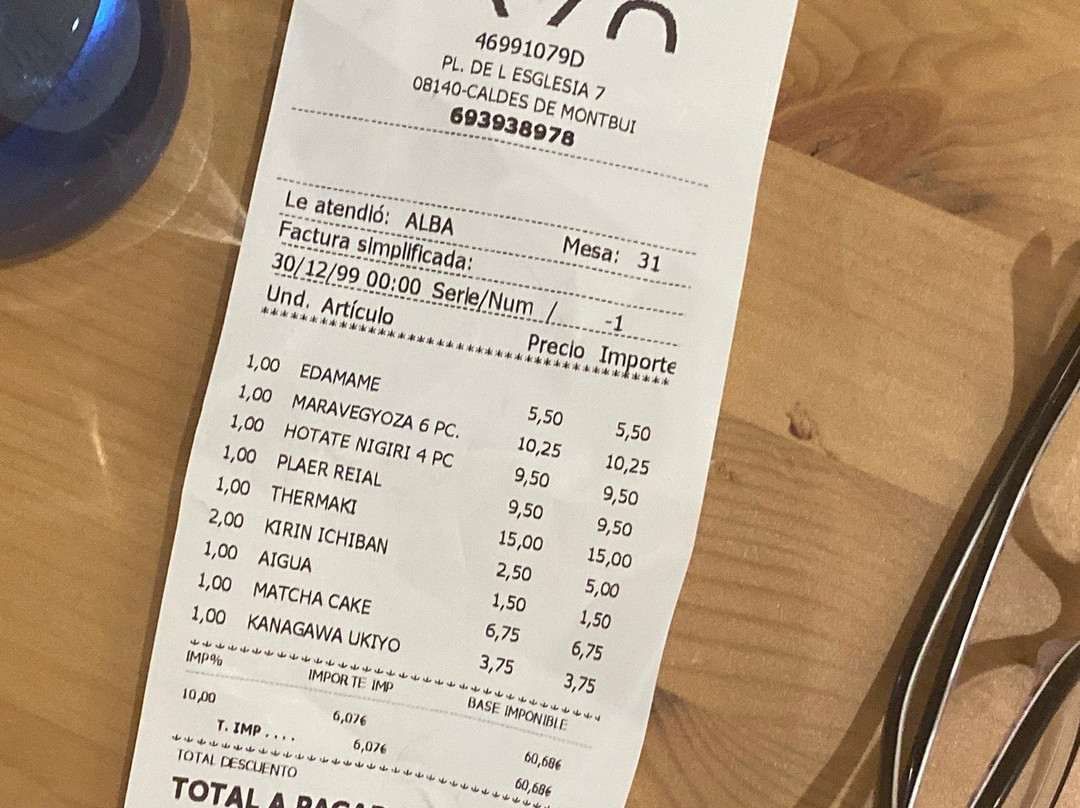 46991079D
PL. DE L ESGLESIA 7
08140-CALDES DE MONTBUI
693938978
Le atendió: ALBA Mesa: 31
Factura simplificada:
30/12/99 00:00 Serie/Num / -1
Und. Artículo Precio Importe
1,00 EDAMAME 5,50 5,50
1,00 MARAVEGYOZA 6 PC. 10,25 10,25
1,00 HOTATE NIGIRI 4 PC 9,50 9,50
1,00 PLAER REIAL 9,50 9,50
1,00 THERMAKI 15,00 15,00
2,00 KIRIN ICHIBAN 2,50 5,00
1,00 AIGUA 1,50 1,50
1,00 MATCHA CAKE 6,75 6,75
1,00 KANAGAWA UKIYO 3,75 3,75
IMP% IMPORTE IMP BASE IMPONIBLE
10,00 6,07€ 60,68€
T. IMP . . . . 6,07€ 60,68€
TOTAL DESCUENTO
TOTAL A PAGAR